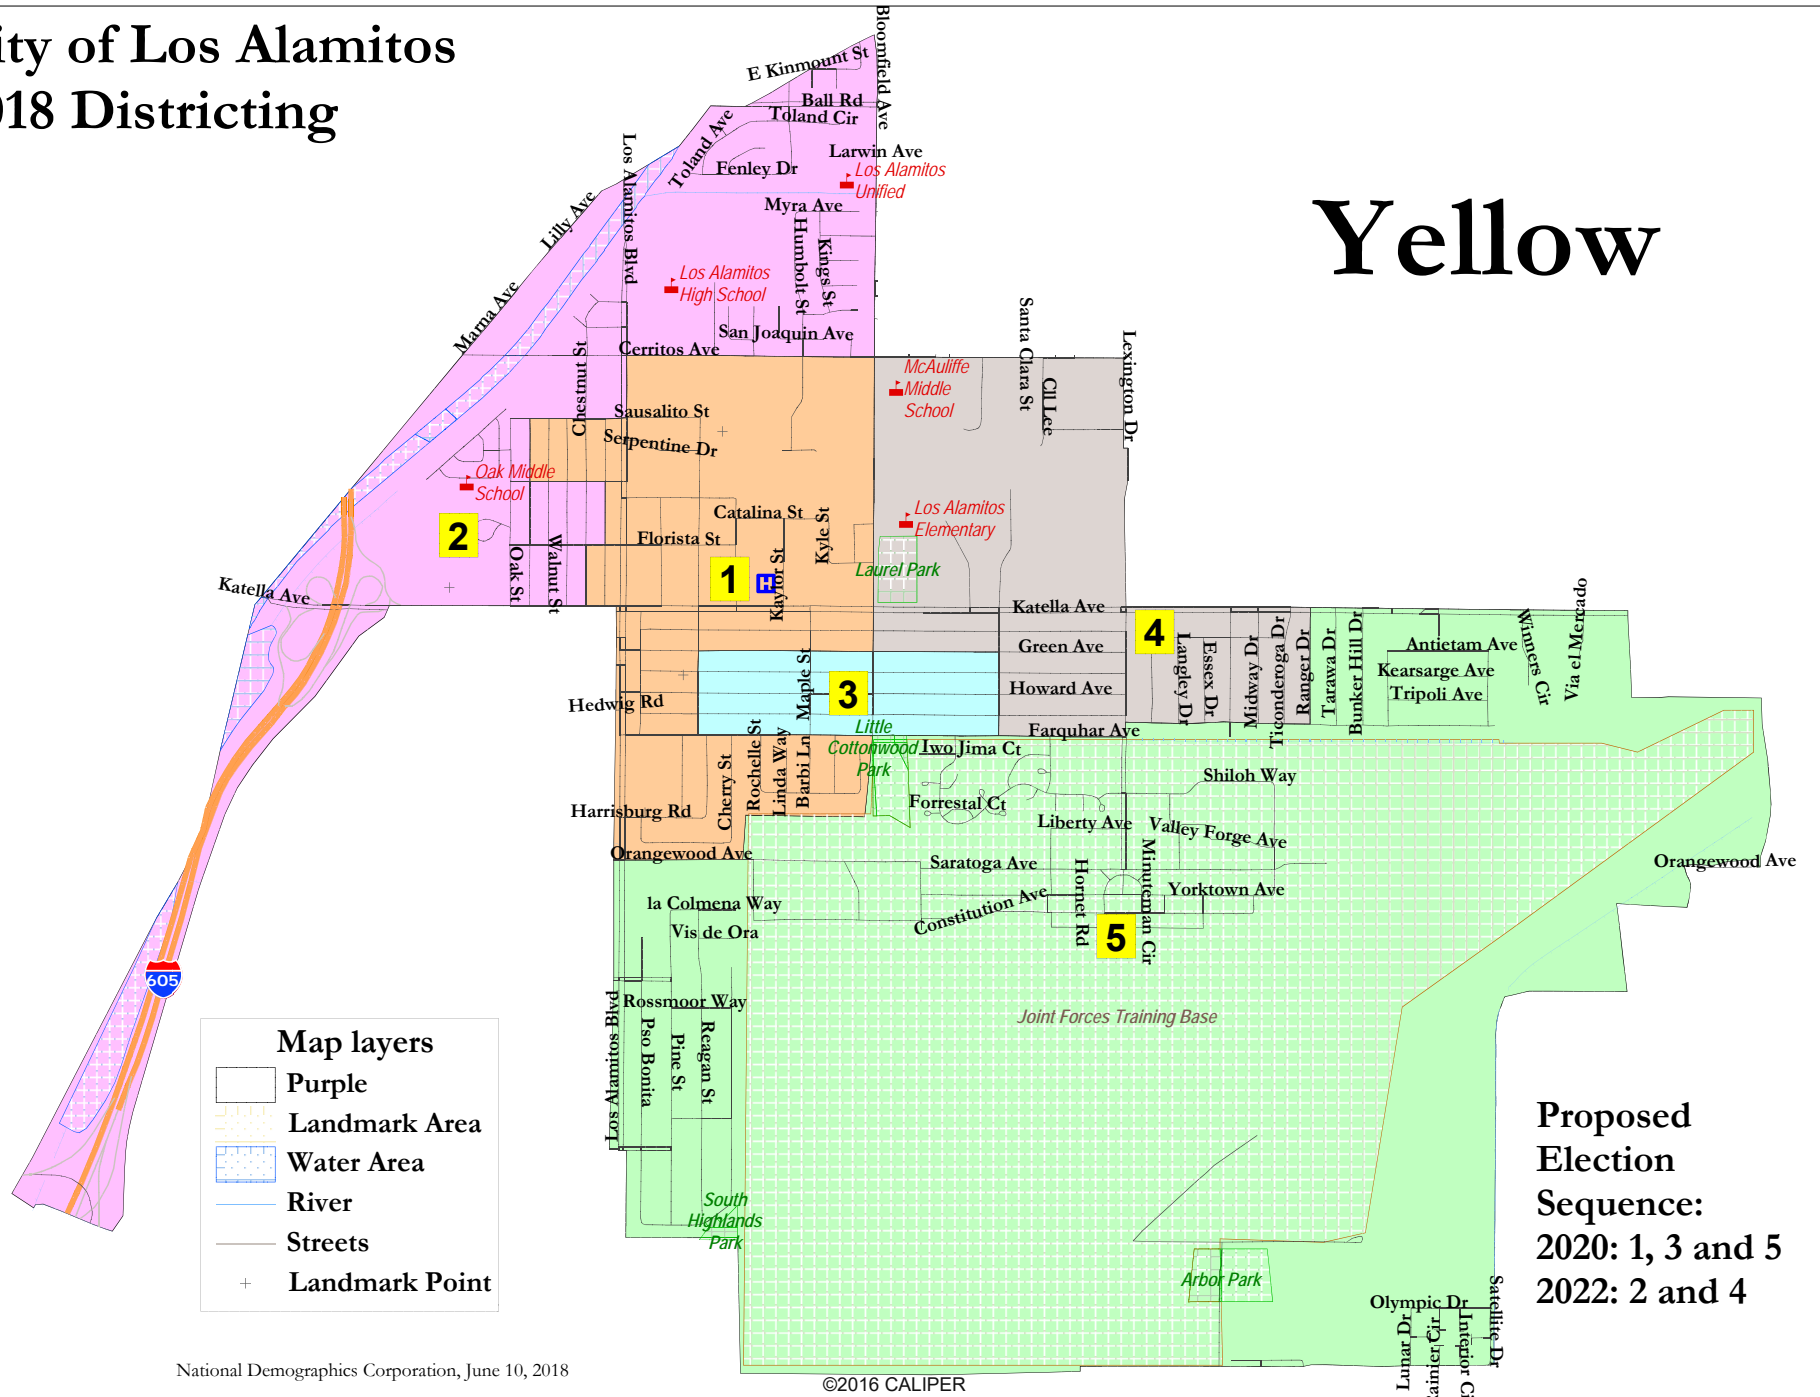 ity of Los Alamitos
018 Districting
Yellow
Bloomfield Ave
E Kinmount St
Ball Rd
Toland Cir
Toland Ave
Larwin Ave
Fenley Dr
Los Alamitos
Unified
Los Alamitos Blvd
Lilly Ave
Myra Ave
Humbolt St
Kings St
Los Alamitos
High School
Marna Ave
San Joaquin Ave
Cerritos Ave
Chestnut St
Santa Clara St
Cll Lee
Lexington Dr
McAuliffe
Middle
School
Sausalito St
Serpentine Dr
Oak Middle
School
2
Catalina St
Kyle St
Los Alamitos
Elementary
Florista St
Oak St
Walnut St
1
H
Kaylor St
Laurel Park
Katella Ave
Katella Ave
4
Green Ave
Langley Dr
Essex Dr
Midway Dr
Ticonderoga Dr
Ranger Dr
Tarawa Dr
Bunker Hill Dr
Antietam Ave
Kearsarge Ave
Tripoli Ave
Winners Cir
Via el Mercado
Maple St
3
Howard Ave
Hedwig Rd
Farquhar Ave
Little
Cottonwood
Park
Iwo Jima Ct
Cherry St
Rochelle St
Linda Way
Barbi Ln
Shiloh Way
Forrestal Ct
Harrisburg Rd
Liberty Ave
Valley Forge Ave
Orangewood Ave
Saratoga Ave
Minuteman Cir
Hornet Rd
Orangewood Ave
Yorktown Ave
Constitution Ave
la Colmena Way
Vis de Ora
5
605
Rossmoor Way
Joint Forces Training Base
Los Alamitos Blvd
Pso Bonita
Pine St
Reagan St
Map layers
Purple
Landmark Area
Water Area
River
Streets
Landmark Point
South
Highlands
Park
Arbor Park
Proposed
Election
Sequence:
2020: 1, 3 and 5
2022: 2 and 4
Olympic Dr
Satellite Dr
Lunar Dr
ainier Cir
Interior Ci
National Demographics Corporation, June 10, 2018
©2016 CALIPER